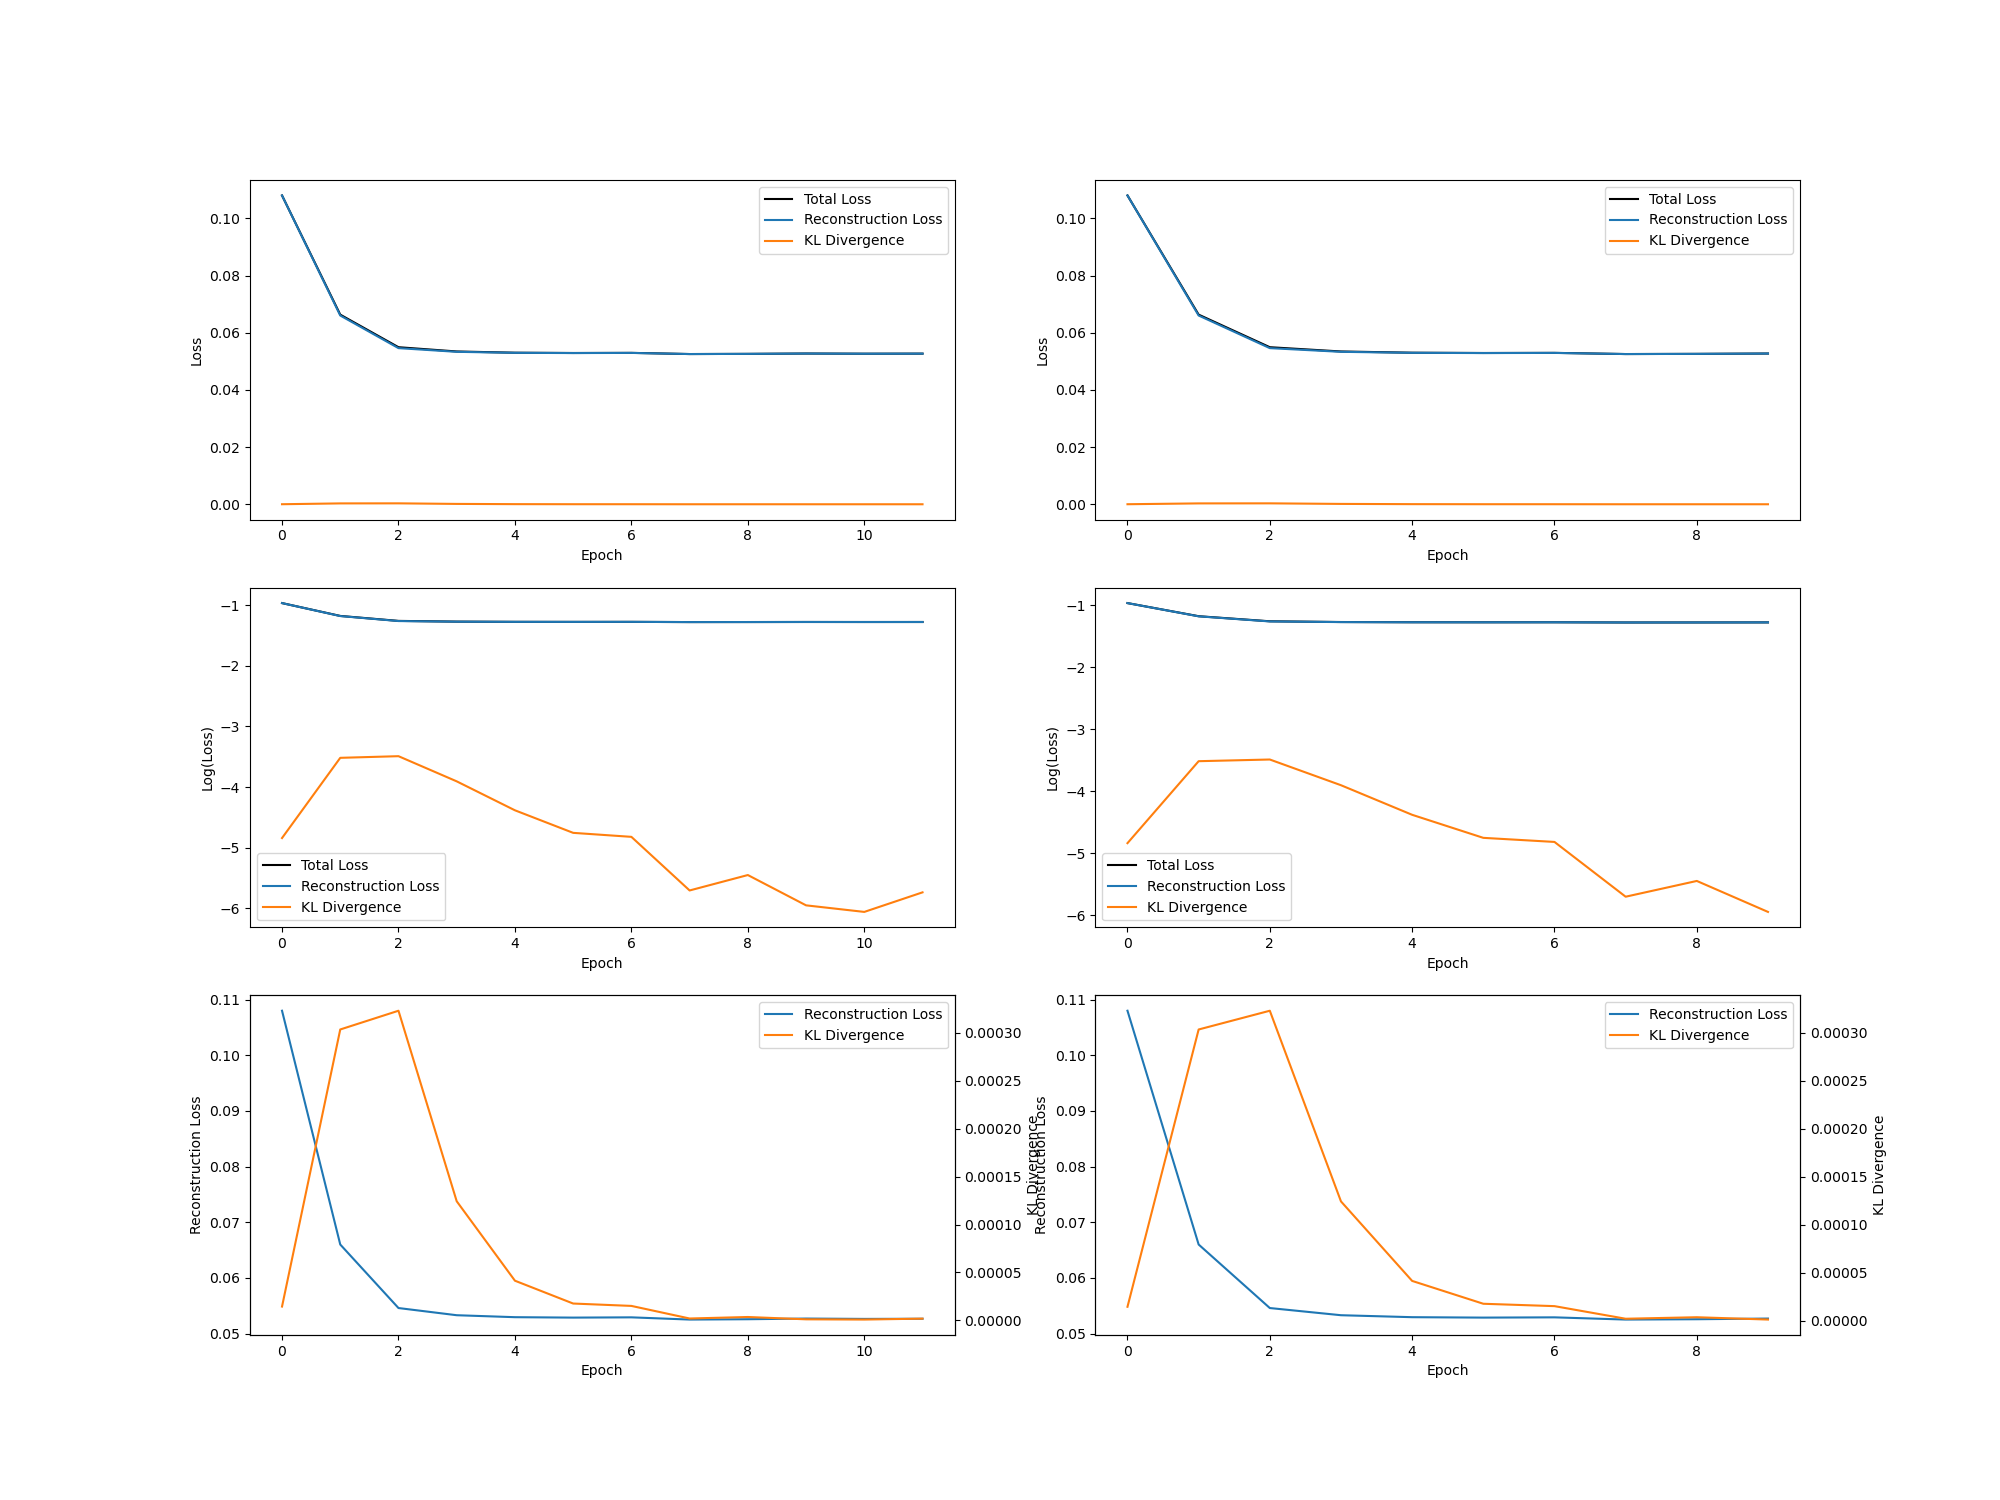 Total Loss
Reconstruction Loss
KL Divergence
0.10
0.08
0.06
0.04
0.02
0.00
Loss
0 2 4 6 8 10
Epoch
Total Loss
Reconstruction Loss
KL Divergence
0.10
0.08
0.06
0.04
0.02
0.00
Loss
0 2 4 6 8
Epoch
−1
−2
−3
−4
−5
−6
Log(Loss)
Total Loss
Reconstruction Loss
KL Divergence
0 2 4 6 8 10
Epoch
−1
−2
−3
−4
−5
−6
Log(Loss)
Total Loss
Reconstruction Loss
KL Divergence
0 2 4 6 8
Epoch
0.11
0.10
0.09
0.08
0.07
0.06
0.05
Reconstruction Loss
Reconstruction Loss
KL Divergence
0.00030
0.00025
0.00020
0.00015
0.00010
0.00005
0.00000
KL Divergence
0 2 4 6 8 10
Epoch
0.11
0.10
0.09
0.08
0.07
0.06
0.05
Reconstruction Loss
Reconstruction Loss
KL Divergence
0.00030
0.00025
0.00020
0.00015
0.00010
0.00005
0.00000
KL Divergence
0 2 4 6 8
Epoch